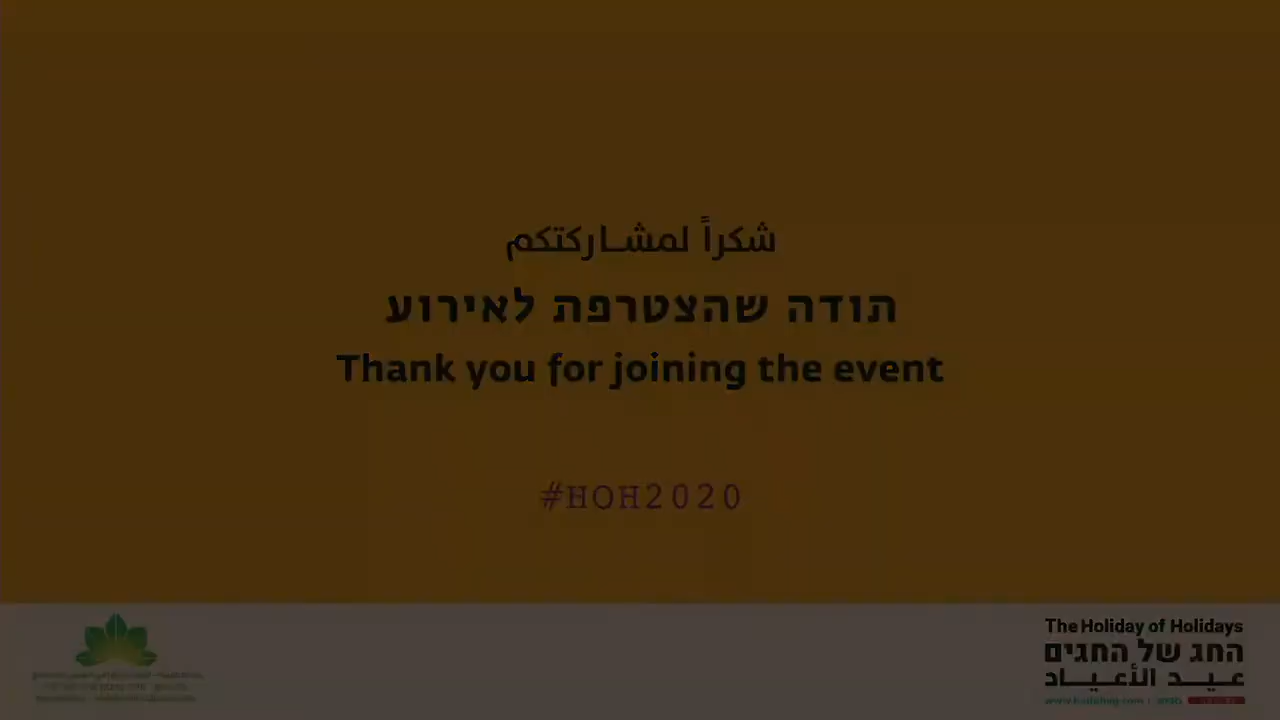 شكراً لمشاركتكم
תודה שהצטרפת לאירוע
Thank you for joining the event
#HOH2020
The Holiday of Holidays
החג של החגים
عيد الأعياد